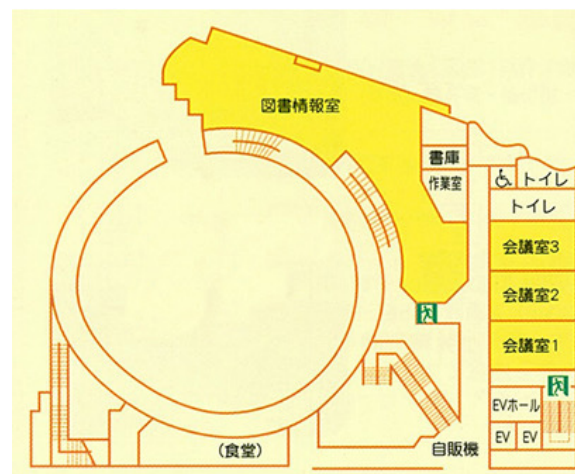 図書情報室
書庫
作業室
トイレ
トイレ
会議室3
会議室2
会議室1
EVホール
EV EV
(食堂)
自販機